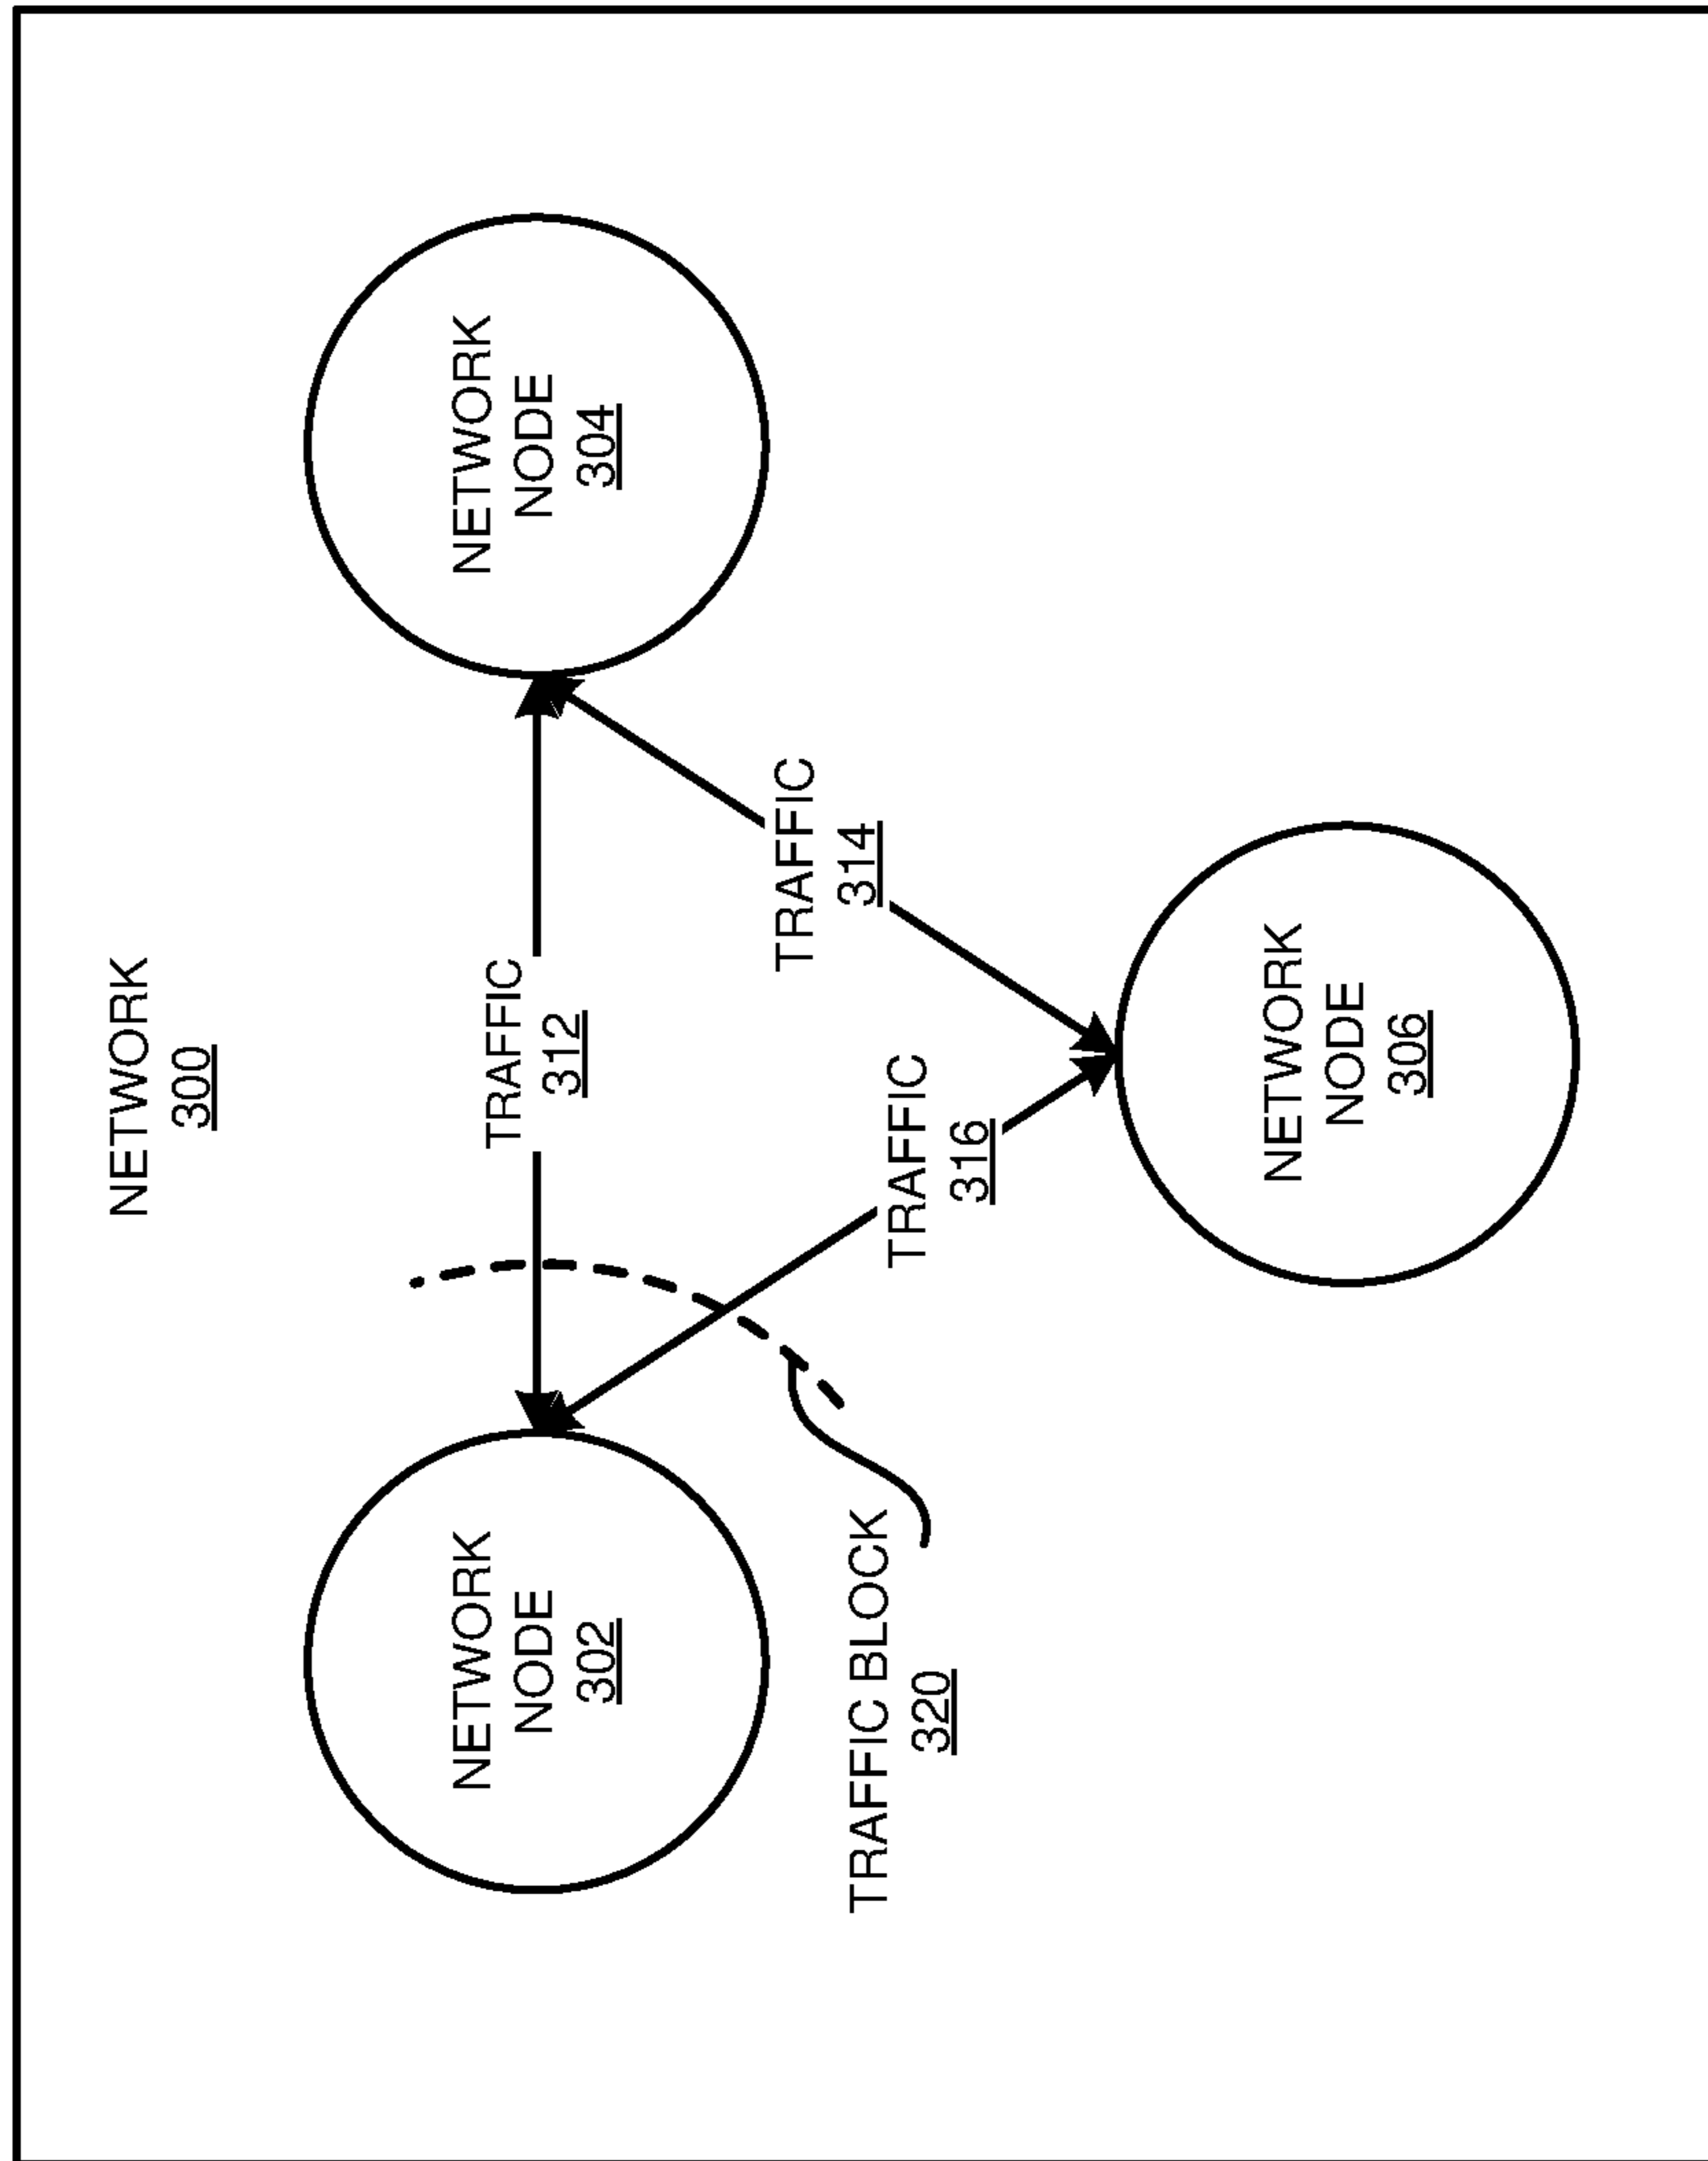 NETWORK
300
NETWORK
NODE
302
TRAFFIC
312
NETWORK
NODE
304
TRAFFIC
314
TRAFFIC BLOCK
320
TRAFFIC
316
NETWORK
NODE
306